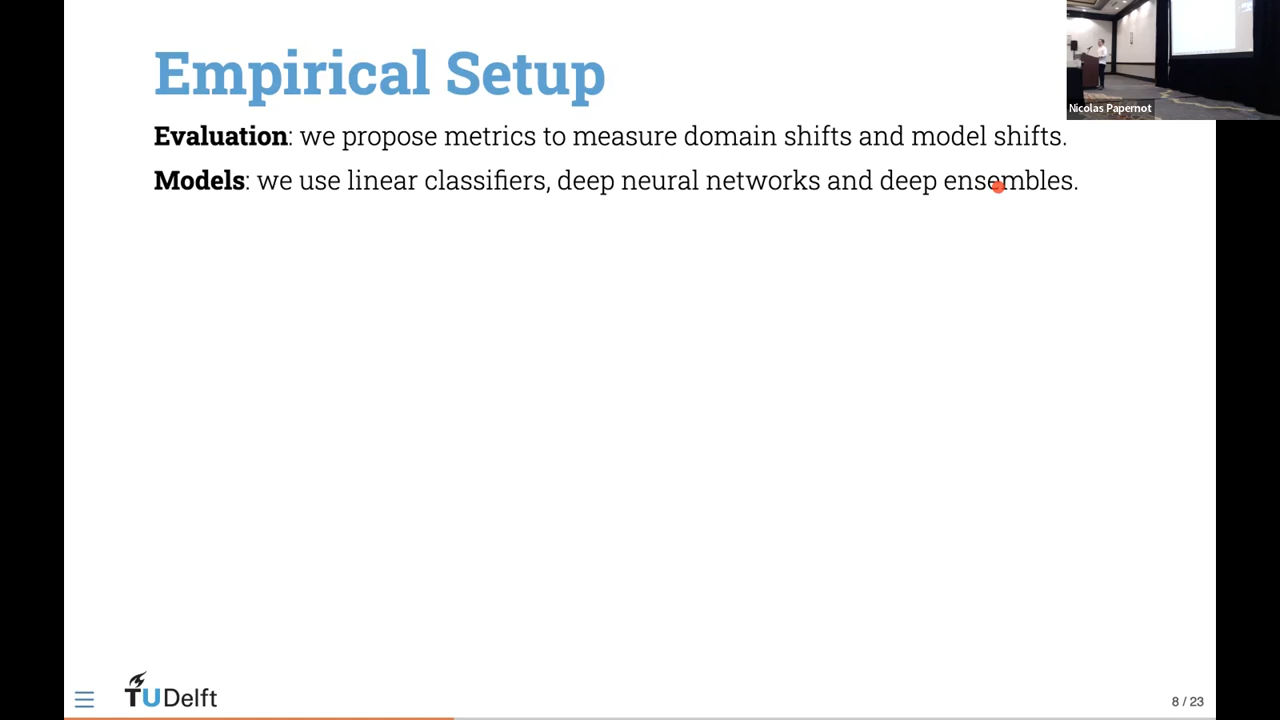 Empirical Setup
Nicolas Papernot
Evaluation: we propose metrics to measure domain shifts and model shifts.
Models: we use linear classifiers, deep neural networks and deep ensembles.
TUDelft
8 / 23